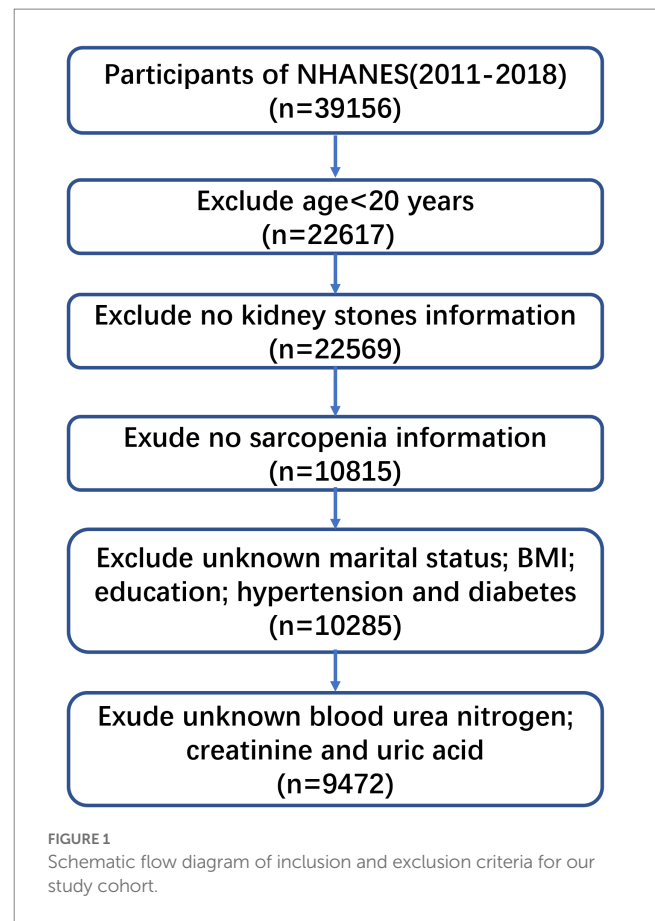 Participants of NHANES(2011-2018)
(n=39156)
Exclude age<20 years
(n=22617)
Exclude no kidney stones information
(n=22569)
Exude no sarcopenia information
(n=10815)
Exclude unknown marital status; BMI;
education; hypertension and diabetes
(n=10285)
Exude unknown blood urea nitrogen;
creatinine and uric acid
(n=9472)
FIGURE 1
Schematic flow diagram of inclusion and exclusion criteria for our
study cohort.